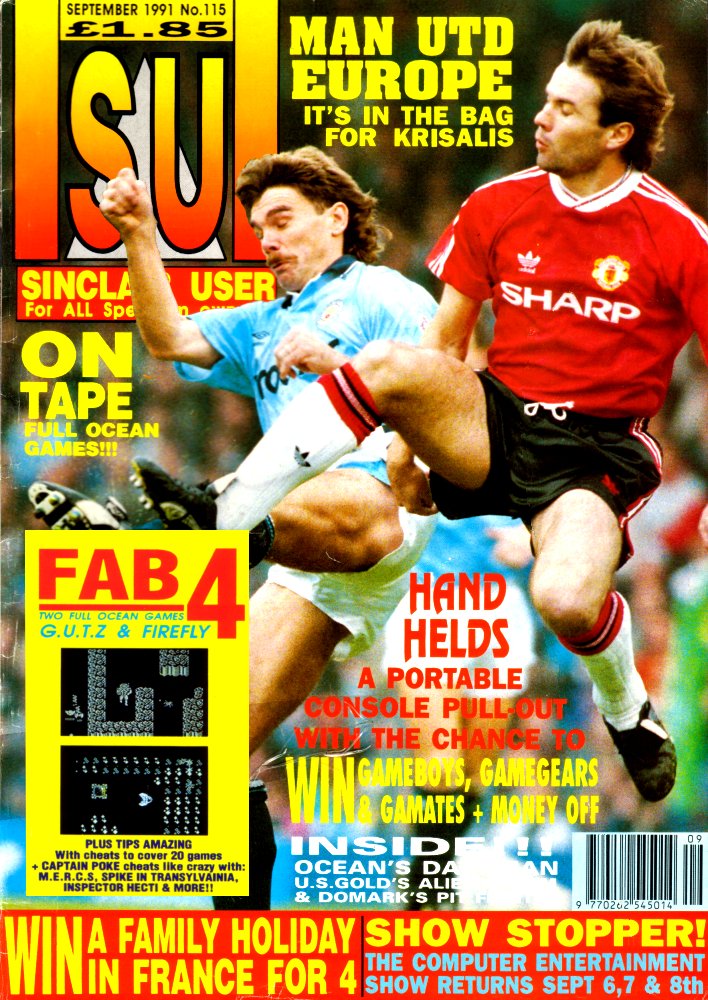 SEPTEMBER 1991 No.115
£1.85
SU
SINCLA R USER
For ALL Spe
MAN UTD
EUROPE
IT'S IN THE BAG
FOR KRISALIS
SHARP
ON
TAPE
FULL OCEAN
GAMES!!!
FAB 4
TWO FULL OCEAN GAMES
G.U.T.Z & FIREFLY
PLUS TIPS AMAZING
With cheats to cover 20 games
+ CAPTAIN POKE cheats like crazy with:
M.E.R.C.S, SPIKE IN TRANSYLVAINIA,
INSPECTOR HECTI & MORE!!
HAND
HELDS
A PORTABLE
CONSOLE PULL-OUT
WITH THE CHANCE TO
WIN GAMEBOYS, GAMEGEARS
& GAMATES + MONEY OFF
INSIDE!!!
OCEAN'S DA AN
U.S.GOLD'S ALIE
& DOMARK'S PIT
09
9 770262 545014
WIN A FAMILY HOLIDAY
IN FRANCE FOR 4
SHOW STOPPER!
THE COMPUTER ENTERTAINMENT
SHOW RETURNS SEPT 6,7 & 8th